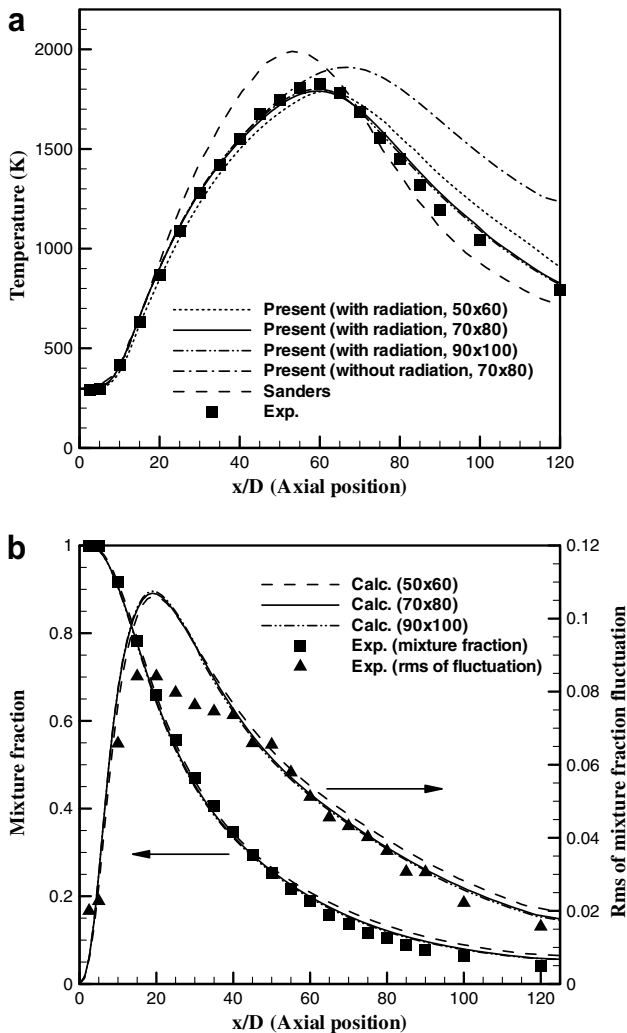 a
2000
1500
1000
500
0
Temperature (K)
Present (with radiation, 50x60)
Present (with radiation, 70x80)
Present (with radiation, 90x100)
Present (without radiation, 70x80)
Sanders
Exp.
0
20
40
60
80
100
120
x/D (Axial position)
b
1
0.8
0.6
0.4
0.2
0
Mixture fraction
Calc. (50x60)
Calc. (70x80)
Calc. (90x100)
Exp. (mixture fraction)
Exp. (rms of fluctuation)
0.12
0.1
0.08
0.06
0.04
0.02
0
Rms of mixture fraction fluctuation
0
20
40
60
80
100
120
x/D (Axial position)